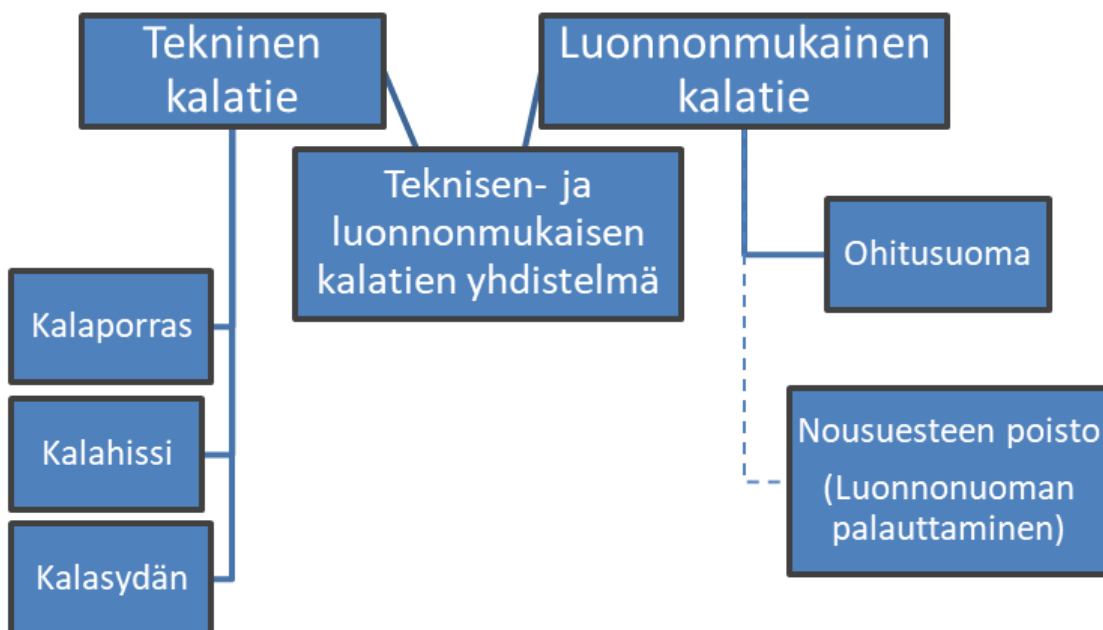 Tekninen
kalatie
Luonnonmukainen
kalatie
Teknisen- ja
luonnonmukaisen
kalatien yhdistelmä
Ohitusuoma
Kalaporras
Kalahissi
Kalasydän
Nousuesteen poisto
(Luonnonuoman
palauttaminen)